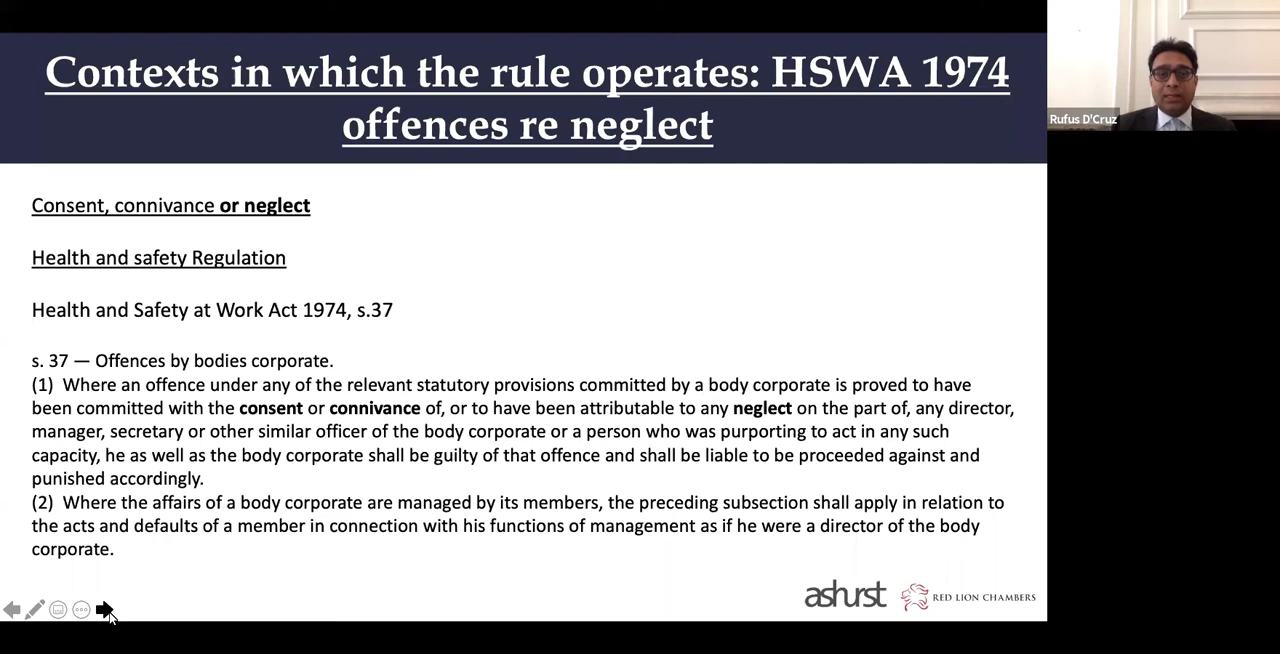 Contexts in which the rule operates: HSWA 1974
offences re neglect
Rufus D'Cruz
Consent, connivance or neglect
Health and safety Regulation
Health and Safety at Work Act 1974, s.37
s. 37 — Offences by bodies corporate.
(1) Where an offence under any of the relevant statutory provisions committed by a body corporate is proved to have
been committed with the consent or connivance of, or to have been attributable to any neglect on the part of, any director,
manager, secretary or other similar officer of the body corporate or a person who was purporting to act in any such
capacity, he as well as the body corporate shall be guilty of that offence and shall be liable to be proceeded against and
punished accordingly.
(2) Where the affairs of a body corporate are managed by its members, the preceding subsection shall apply in relation to
the acts and defaults of a member in connection with his functions of management as if he were a director of the body
corporate.
ashurst
RED LION CHAMBERS